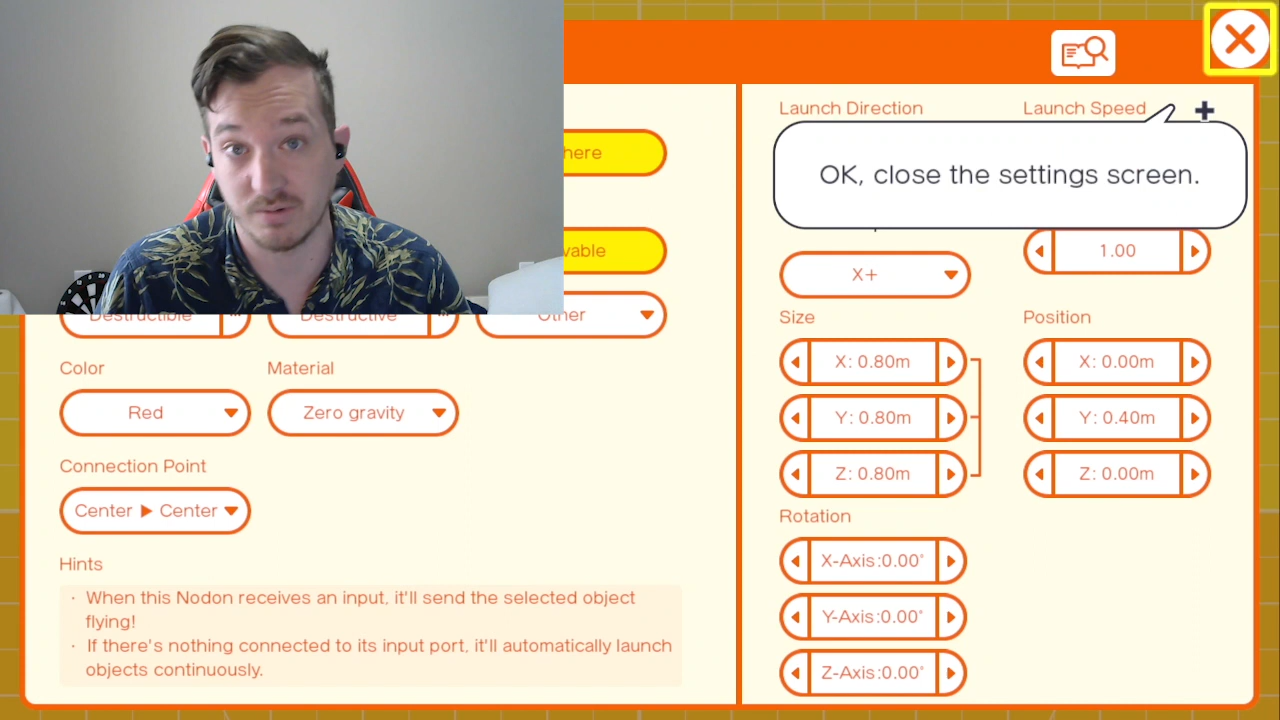 Launch Direction
Launch Speed
OK, close the settings screen.
here
vable
X+
1.00
Destructible
Destructive
Other
Size
Position
X: 0.80m
X: 0.00m
Color
Material
Red
Zero gravity
Y: 0.80m
Y: 0.40m
Connection Point
Z: 0.80m
Z: 0.00m
Center ▶ Center
Rotation
Hints
X-Axis:0.00°
· When this Nodon receives an input, it'll send the selected object
flying!
· If there's nothing connected to its input port, it'll automatically launch
objects continuously.
Y-Axis:0.00°
Z-Axis:0.00°